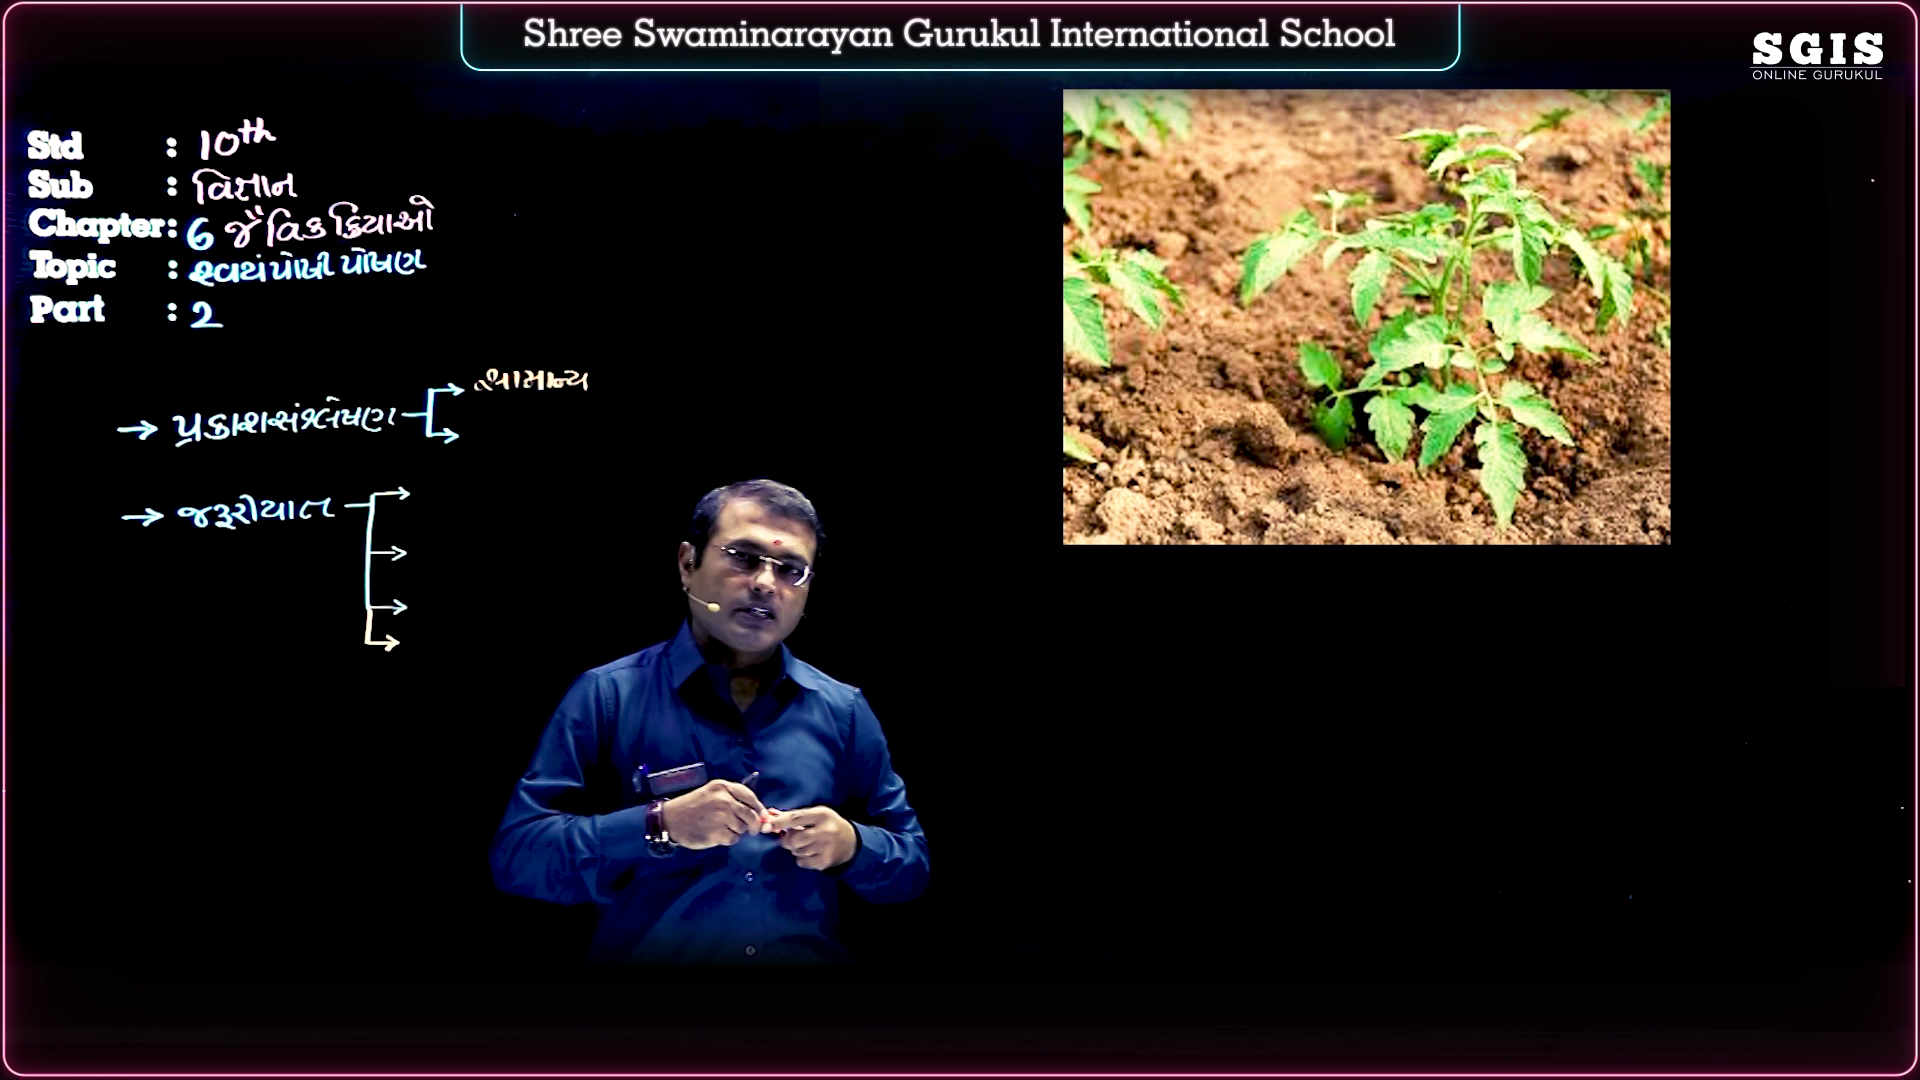 Shree Swaminarayan Gurukul International School
SGIS
ONLINE GURUKUL
Std : 10th
Sub : વિજ્ઞાન
Chapter: 6 જૈવિક ક્રિયાઓ
Topic : સ્વયંપોષી પોષણ
Part : 2
→ પ્રકાશસંશ્લેષણ → સામાન્ય
→ જરૂરીયાત